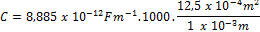 C = 8,885 x 10⁻¹²Fm⁻¹.1000. 12,5 x 10⁻⁴m² / 1 x 10⁻³m